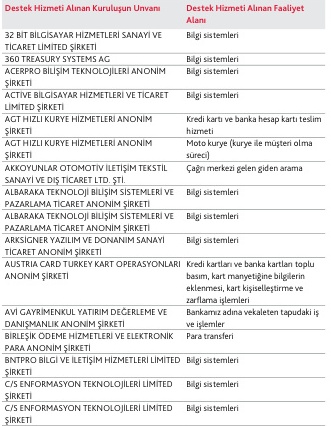 Destek Hizmeti Alınan Kuruluşun Unvanı
Destek Hizmeti Alınan Faaliyet
Alanı
32 BİT BİLGİSAYAR HİZMETLERİ SANAYİ VE
TİCARET LİMİTED ŞİRKETİ
Bilgi sistemleri
360 TREASURY SYSTEMS AG
Bilgi sistemleri
ACERPRO BİLİŞİM TEKNOLOJİLERİ ANONİM
ŞİRKETİ
Bilgi sistemleri
ACTİVE BİLGİSAYAR HİZMETLERİ VE TİCARET
LİMİTED ŞİRKETİ
Bilgi sistemleri
AGT HIZLI KURYE HİZMETLERİ ANONİM
ŞİRKETİ
Kredi kartı ve banka hesap kartı teslim
hizmeti
AGT HIZLI KURYE HİZMETLERİ ANONİM
ŞİRKETİ
Moto kurye (kurye ile müşteri olma
süreci)
AKKOYUNLAR OTOMOTİV İLETİŞİM TEKSTİL
SANAYİ VE DIŞ TİCARET LTD. ŞTİ.
Çağrı merkezi gelen giden arama
ALBARAKA TEKNOLOJİ BİLİŞİM SİSTEMLERİ VE
PAZARLAMA TİCARET ANONİM ŞİRKETİ
Bilgi sistemleri
ALBARAKA TEKNOLOJİ BİLİŞİM SİSTEMLERİ VE
PAZARLAMA TİCARET ANONİM ŞİRKETİ
Bilgi sistemleri
ARKSİGNER YAZILIM VE DONANIM SANAYİ
TİCARET ANONİM ŞİRKETİ
Bilgi sistemleri
AUSTRIA CARD TURKEY KART OPERASYONLARI
ANONİM ŞİRKETİ
Kredi kartları ve banka kartları toplu
basım, kart manyetiğine bilgilerin
eklenmesi, kart kişiselleştirme ve
zarflama işlemleri
AVİ GAYRİMENKUL YATIRIM DEĞERLEME VE
DANIŞMANLIK ANONİM ŞİRKETİ
Bankamız adına vekaleten tapudaki iş
ve işlemler
BİRLEŞİK ÖDEME HİZMETLERİ VE ELEKTRONİK
PARA ANONİM ŞİRKETİ
Para transferi
BNTPRO BİLGİ VE İLETİŞİM HİZMETLERİ LİMİTED
ŞİRKETİ
Bilgi sistemleri
C/S ENFORMASYON TEKNOLOJİLERİ LİMİTED
ŞİRKETİ
Bilgi sistemleri
C/S ENFORMASYON TEKNOLOJİLERİ LİMİTED
ŞİRKETİ
Bilgi sistemleri